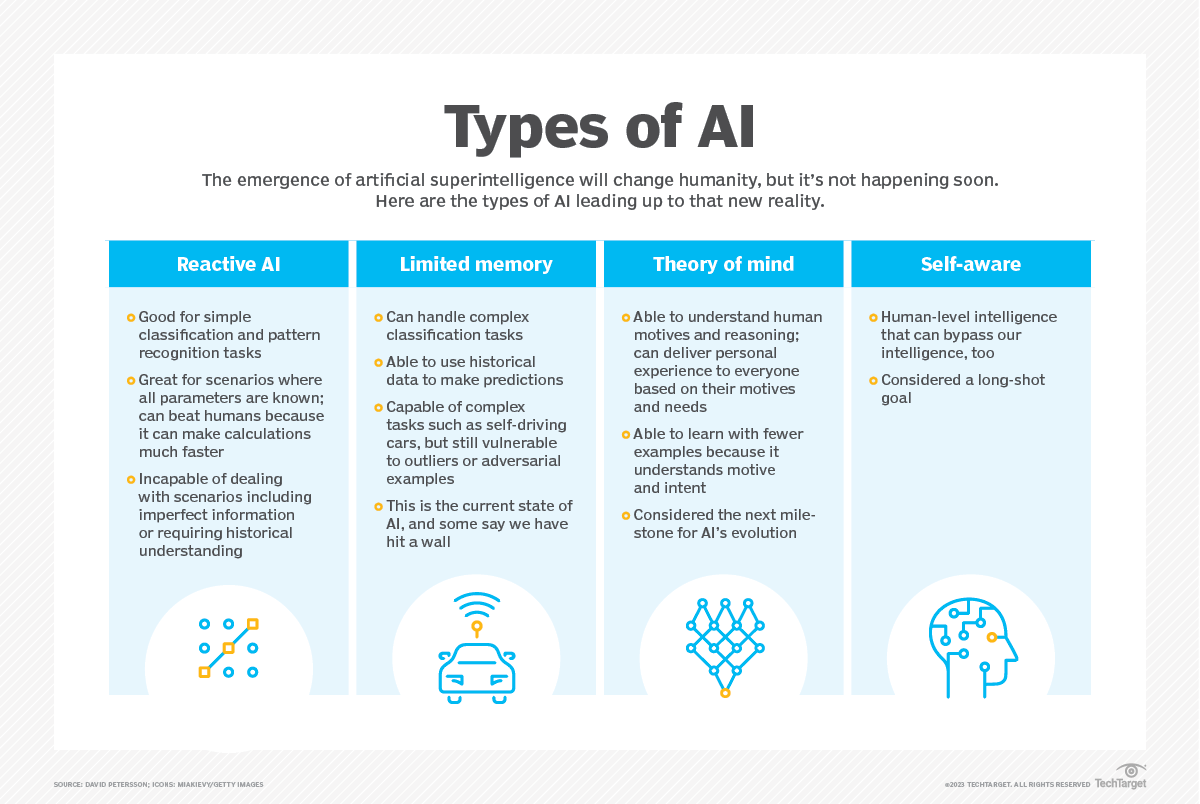 Types of AI
The emergence of artificial superintelligence will change humanity, but it's not happening soon.
Here are the types of AI leading up to that new reality.
Reactive AI
Good for simple
classification and pattern
recognition tasks
Great for scenarios where
all parameters are known;
can beat humans because
it can make calculations
much faster
Incapable of dealing
with scenarios including
imperfect information
or requiring historical
understanding
Limited memory
Can handle complex
classification tasks
Able to use historical
data to make predictions
Capable of complex
tasks such as self-driving
cars, but still vulnerable
to outliers or adversarial
examples
This is the current state of
AI, and some say we have
hit a wall
Theory of mind
Able to understand human
motives and reasoning;
can deliver personal
experience to everyone
based on their motives
and needs
Able to learn with fewer
examples because it
understands motive
and intent
Considered the next mile-
stone for AI's evolution
Self-aware
Human-level intelligence
that can bypass our
intelligence, too
Considered a long-shot
goal
SOURCE: DAVID PETERSSON; ICONS: MIAKIEVY/GETTY IMAGES
©2023 TECHTARGET. ALL RIGHTS RESERVED TechTarget